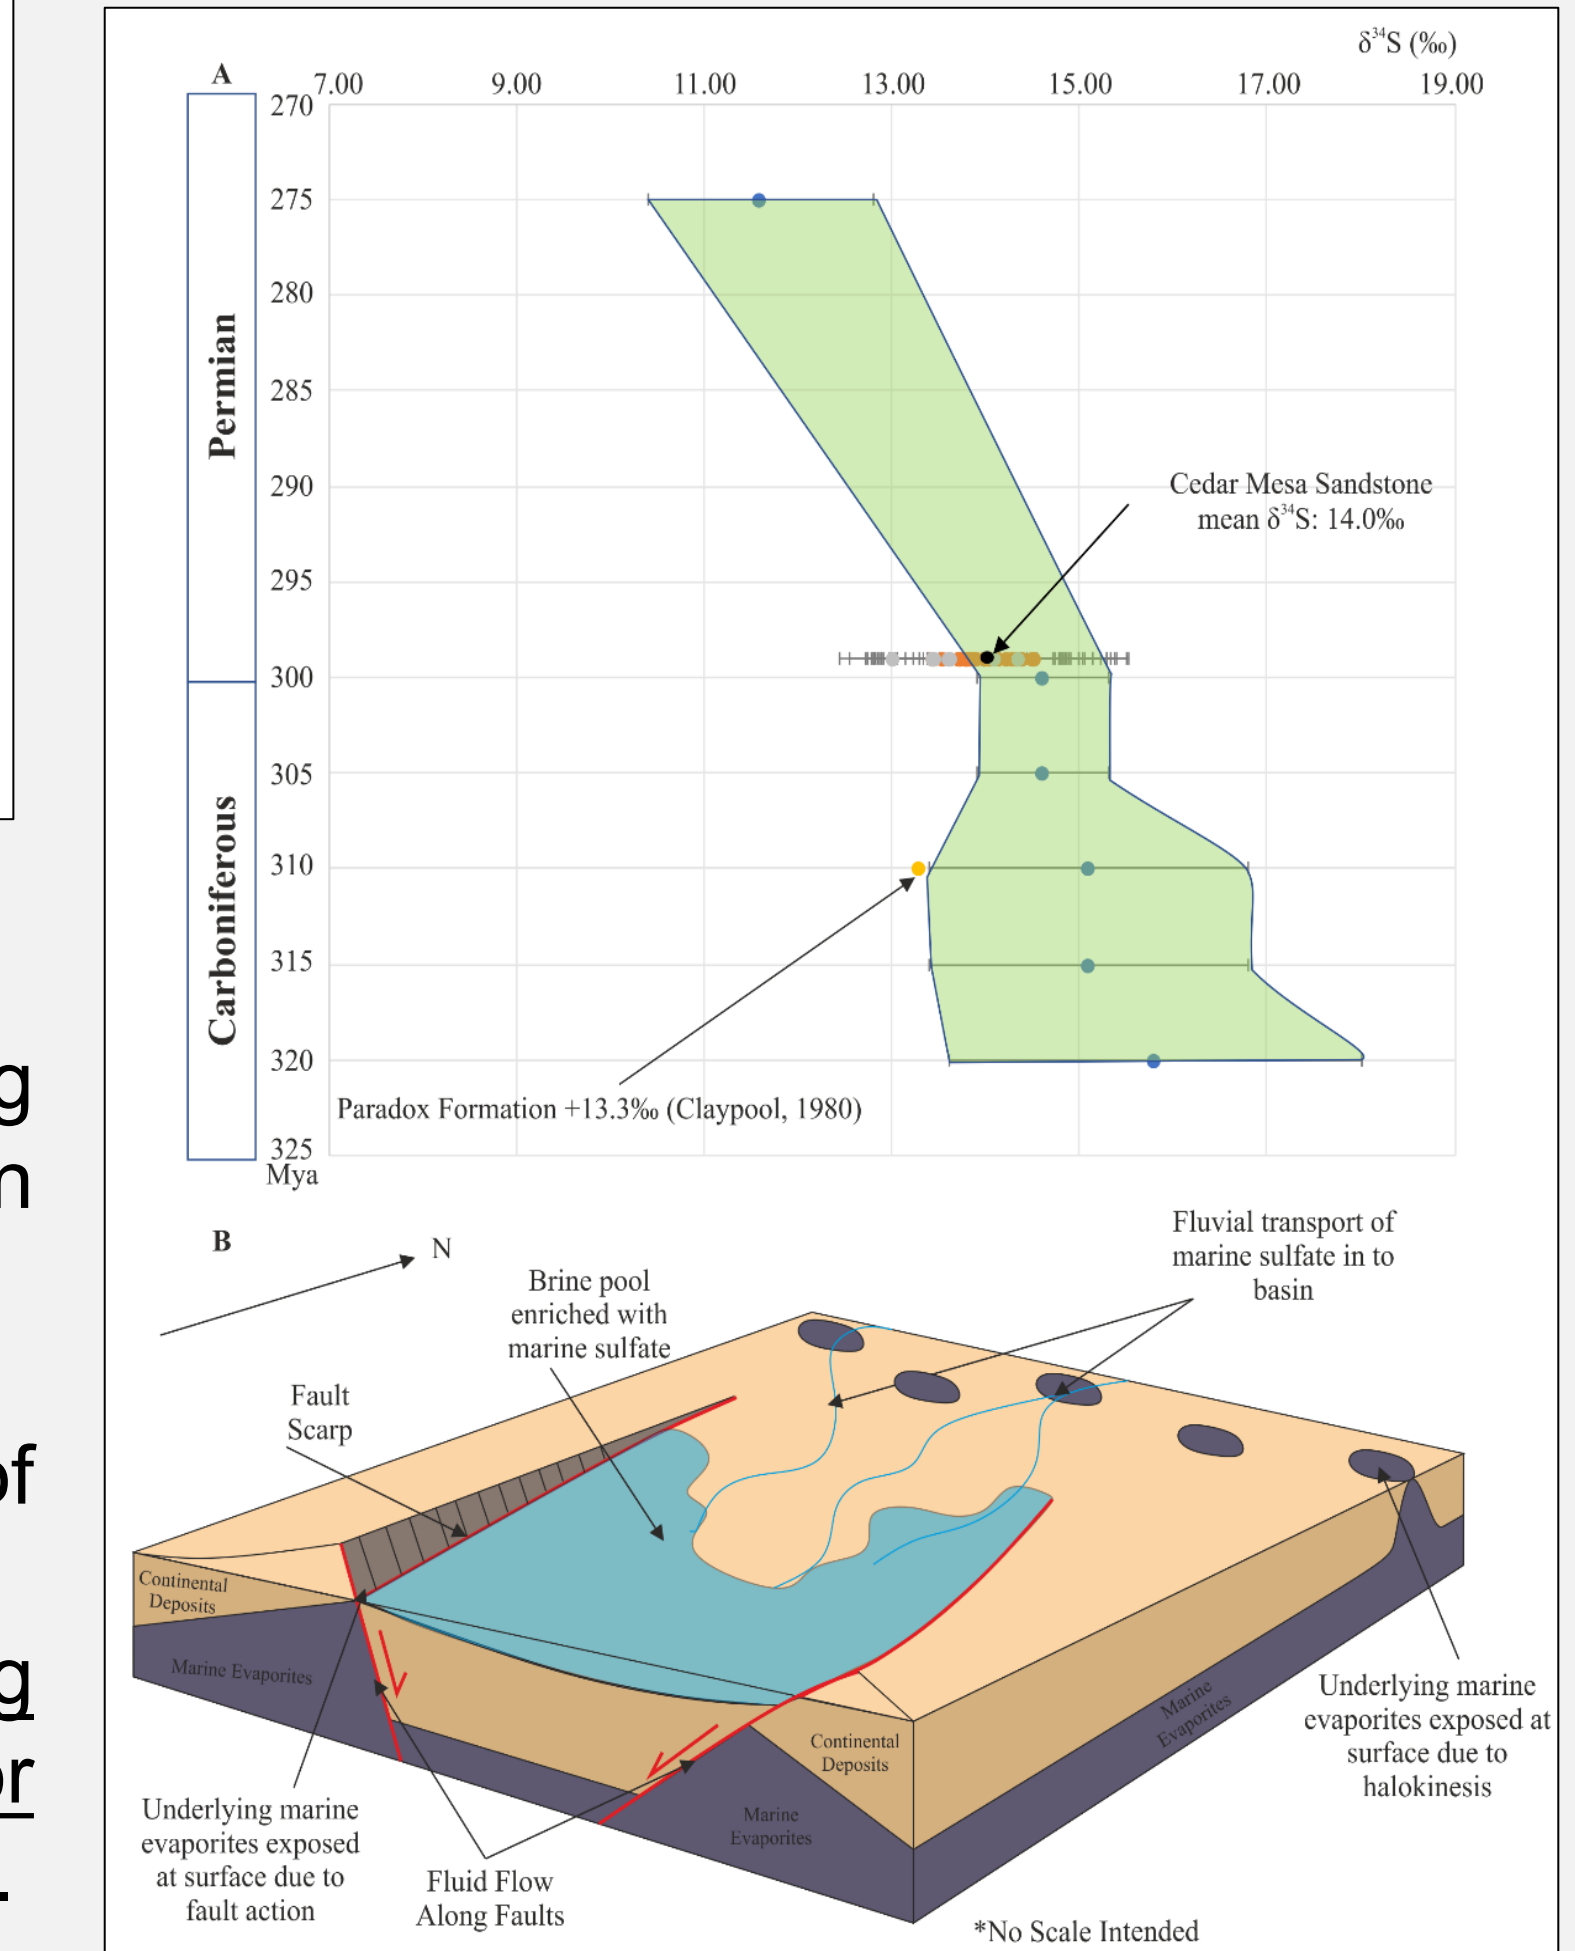 δ³⁴S (‰)
A
7.00 9.00 11.00 13.00 15.00 17.00 19.00
270
275
280
285
290
295
300
305
310
315
320
325
Mya
Permian
Carboniferous
Cedar Mesa Sandstone
mean δ³⁴S: 14.0‰
Paradox Formation +13.3‰ (Claypool, 1980)
B
N
Fluvial transport of
marine sulfate in to
basin
Brine pool
enriched with
marine sulfate
Fault
Scarp
Continental
Deposits
Marine Evaporites
Continental
Deposits
Marine
Evaporites
Marine
Evaporites
Underlying marine
evaporites exposed at
surface due to
halokinesis
Underlying marine
evaporites exposed
at surface due to
fault action
Fluid Flow
Along Faults
*No Scale Intended
g
n
of
g
or
.